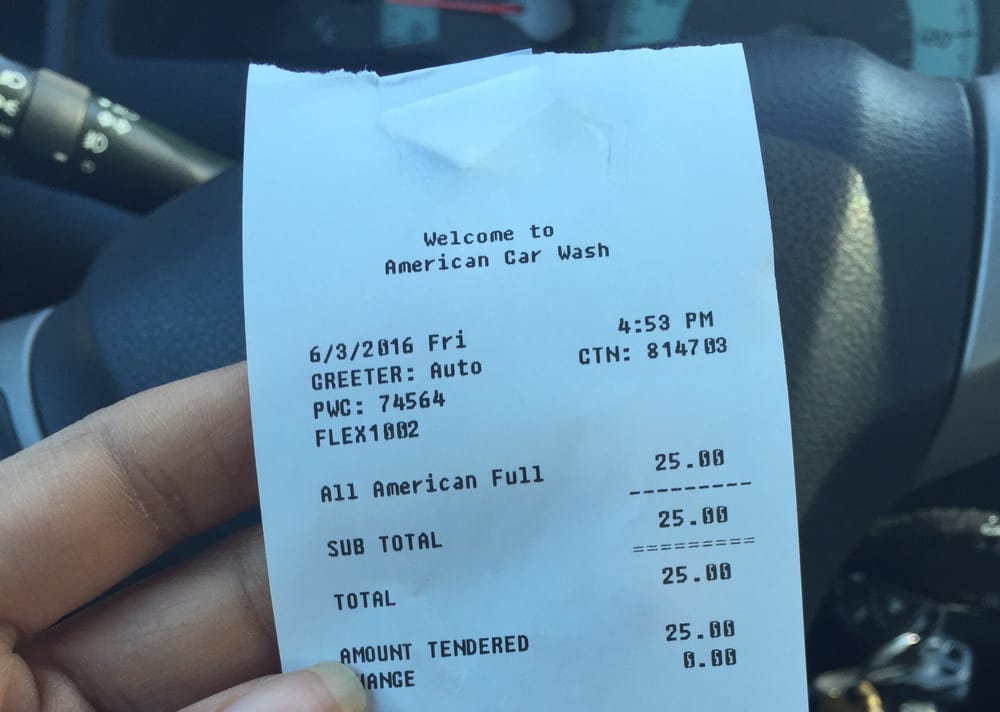 Welcome to
American Car Wash
6/3/2016 Fri 4:53 PM
GREETER: Auto CTN: 814703
PWC: 74564
FLEX1002
All American Full 25.00
---------
SUB TOTAL 25.00
=========
TOTAL 25.00
AMOUNT TENDERED 25.00
HANGE 0.00